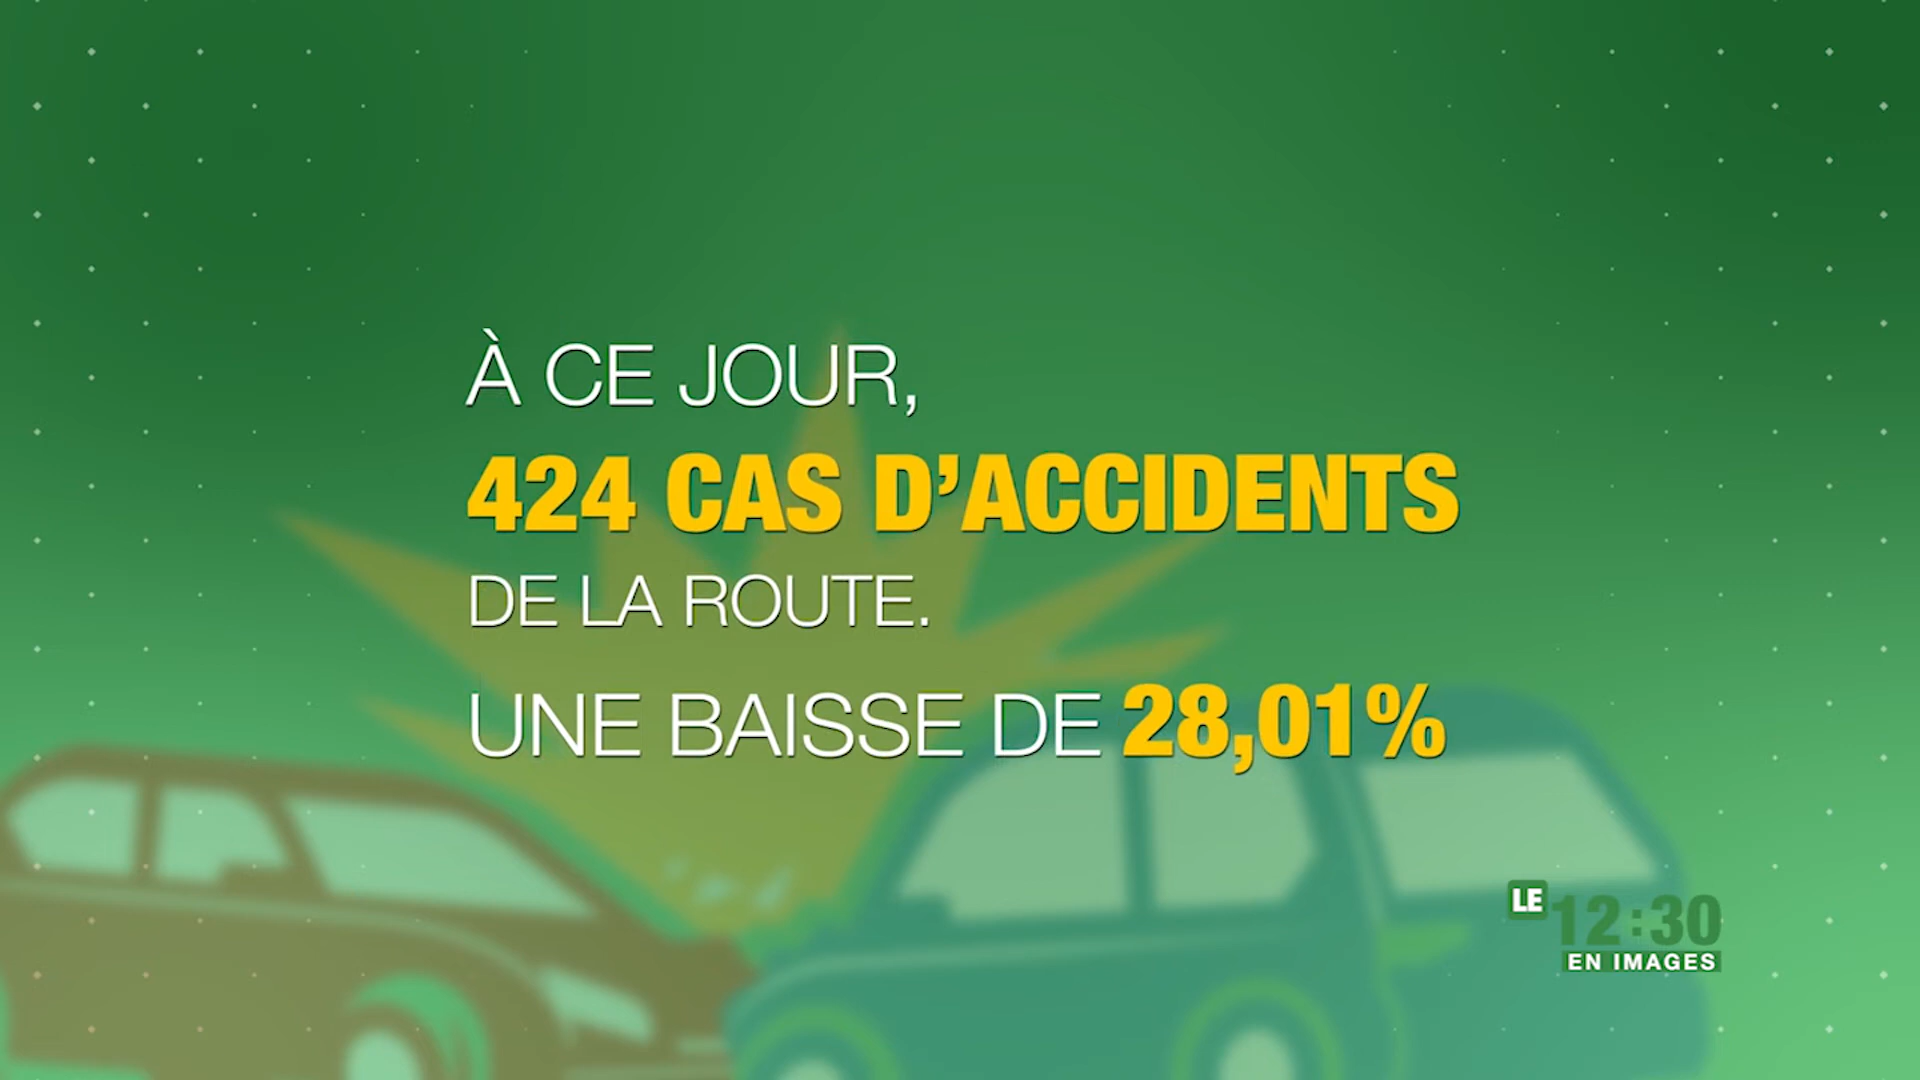 À CE JOUR,
424 CAS D’ACCIDENTS
DE LA ROUTE.
UNE BAISSE DE 28,01%
LE 12:30
EN IMAGES